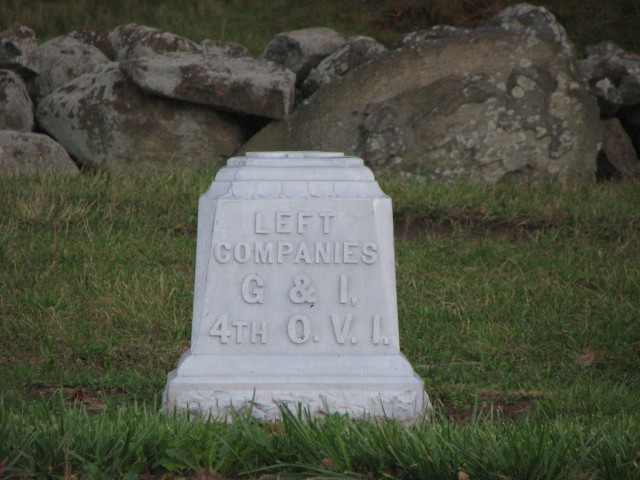 LEFT
COMPANIES
G & I.
4TH O. V. I.